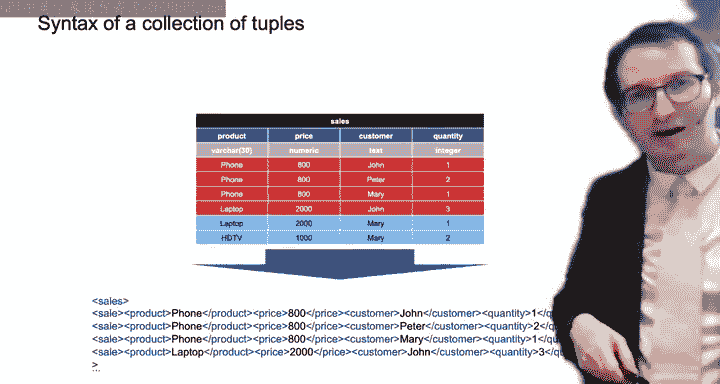 Syntax of a collection of tuples
sales
product price customer quantity
varchar(30) numeric text integer
Phone 800 John 1
Phone 800 Peter 2
Phone 800 Mary 1
Laptop 2000 John 3
Laptop 2000 Mary 1
HDTV 1000 Mary 2
<sales>
<sale><product>Phone</product><price>800</price><customer>John</customer><quantity>1</qu
<sale><product>Phone</product><price>800</price><customer>Peter</customer><quantity>2</qu
<sale><product>Phone</product><price>800</price><customer>Mary</customer><quantity>1</qu
<sale><product>Laptop</product><price>2000</price><customer>John</customer><quantity>3</qu
>
...